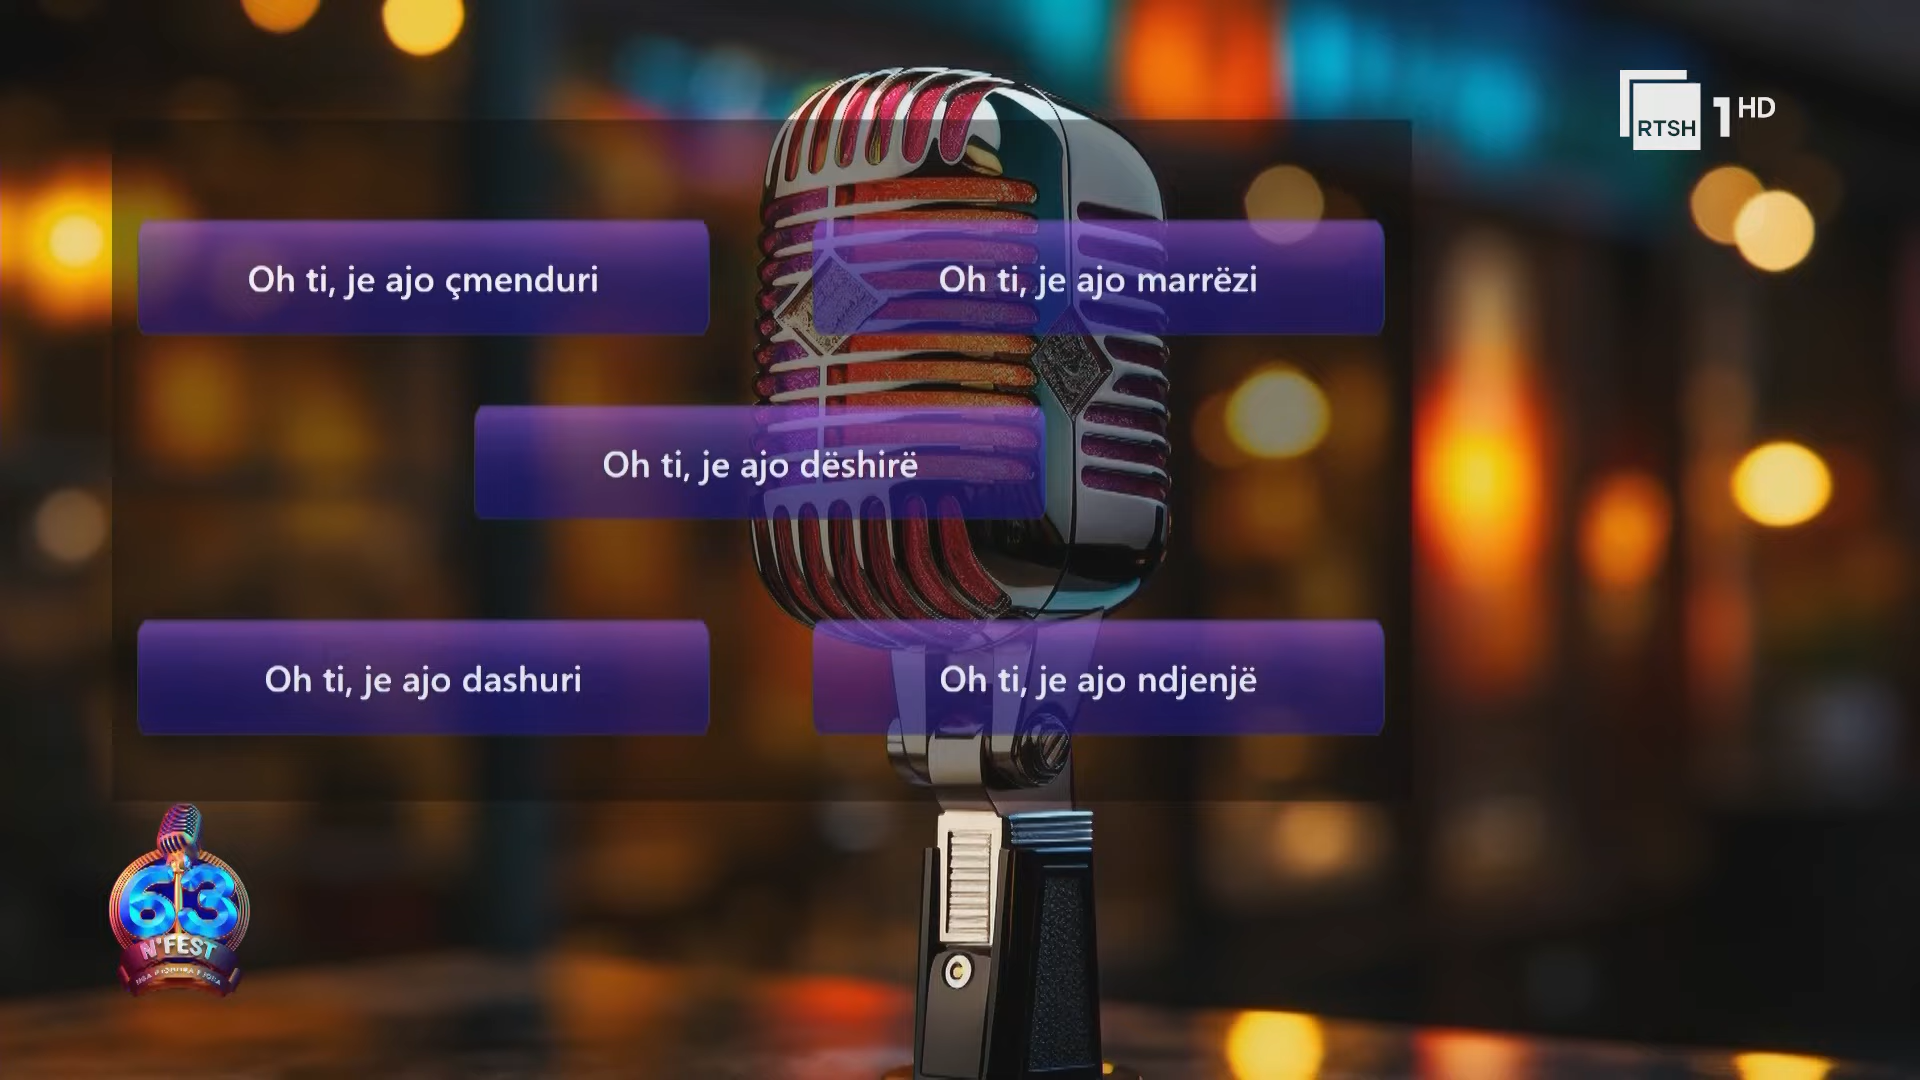 RTSH 1 HD
Oh ti, je ajo çmenduri
Oh ti, je ajo marrëzi
Oh ti, je ajo dëshirë
Oh ti, je ajo dashuri
Oh ti, je ajo ndjenjë
63
N'FEST